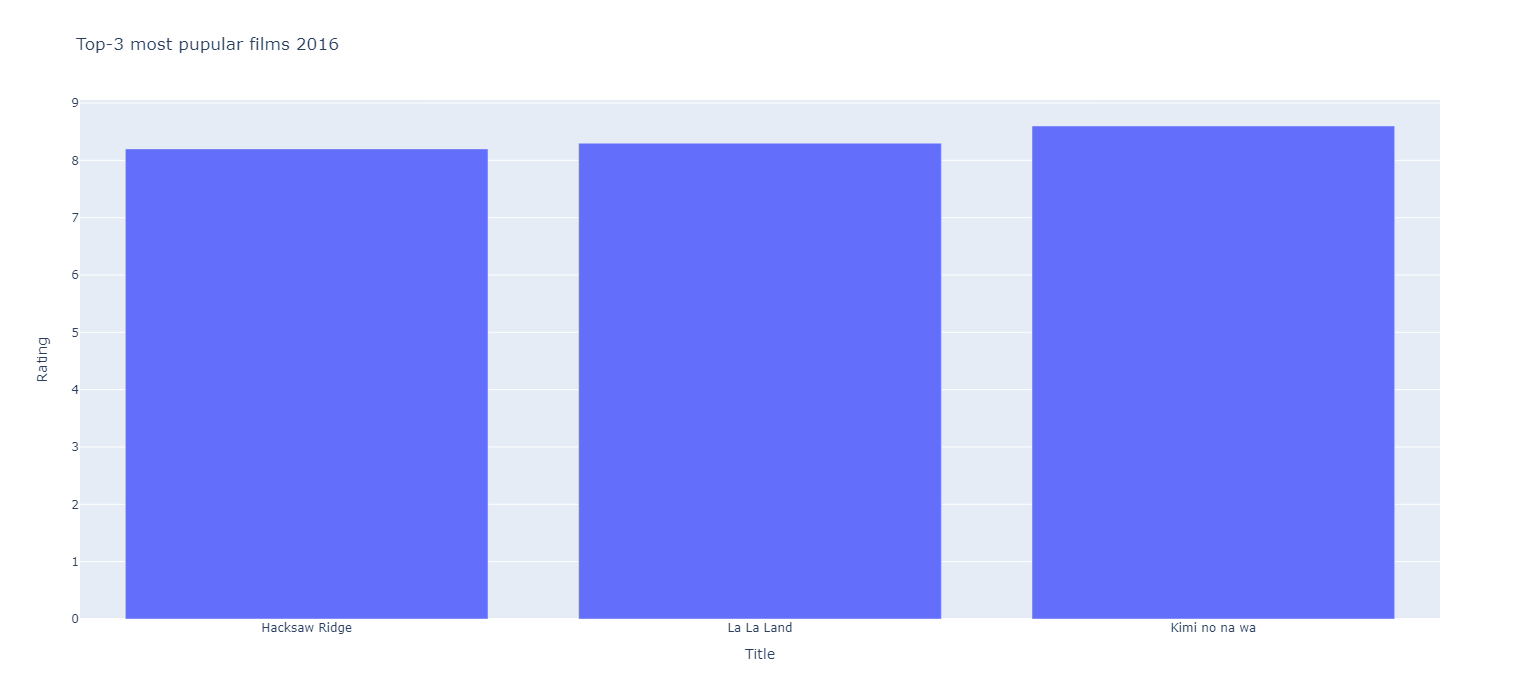 Top-3 most pupular films 2016
9
8
7
6
5
4
3
2
1
0
Rating
Hacksaw Ridge
La La Land
Kimi no na wa
Title